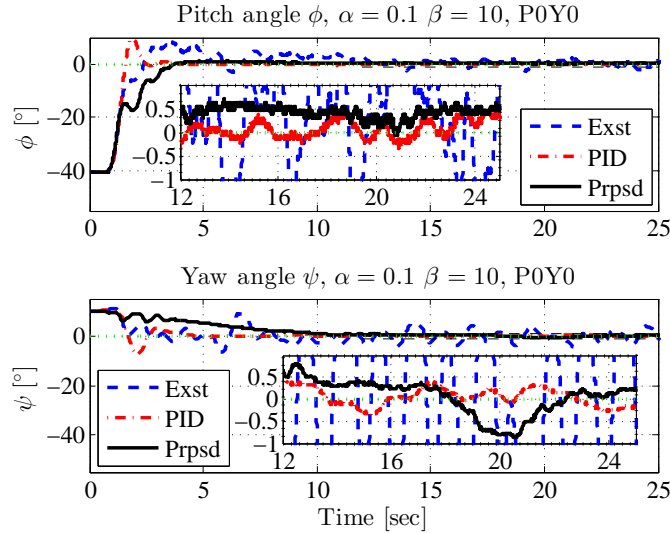 Pitch angle ϕ, α = 0.1 β = 10, P0Y0
0
−20
−40
ϕ [°]
0.5
0
−0.5
−1
12 16 20 24
Exst
PID
Prpsd
0 5 10 15 20 25
Yaw angle ψ, α = 0.1 β = 10, P0Y0
0
−20
−40
ψ [°]
Exst
PID
Prpsd
0.5
0
−0.5
−1
12 16 20 24
0 5 10 15 20 25
Time [sec]